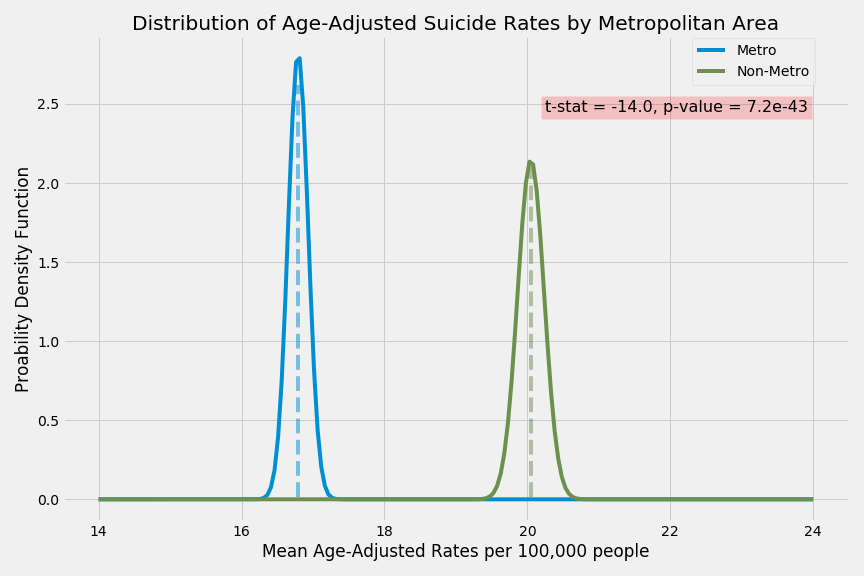 Distribution of Age-Adjusted Suicide Rates by Metropolitan Area
Metro
Non-Metro
t-stat = -14.0, p-value = 7.2e-43
Proability Density Function
2.5
2.0
1.5
1.0
0.5
0.0
14 16 18 20 22 24
Mean Age-Adjusted Rates per 100,000 people